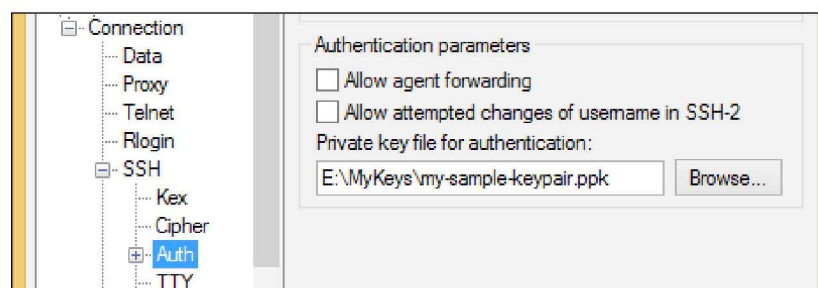 Connection
Data
Proxy
Telnet
Rlogin
SSH
Kex
Cipher
Auth
TTY
Authentication parameters
Allow agent forwarding
Allow attempted changes of username in SSH-2
Private key file for authentication:
E:\MyKeys\my-sample-keypair.ppk
Browse...